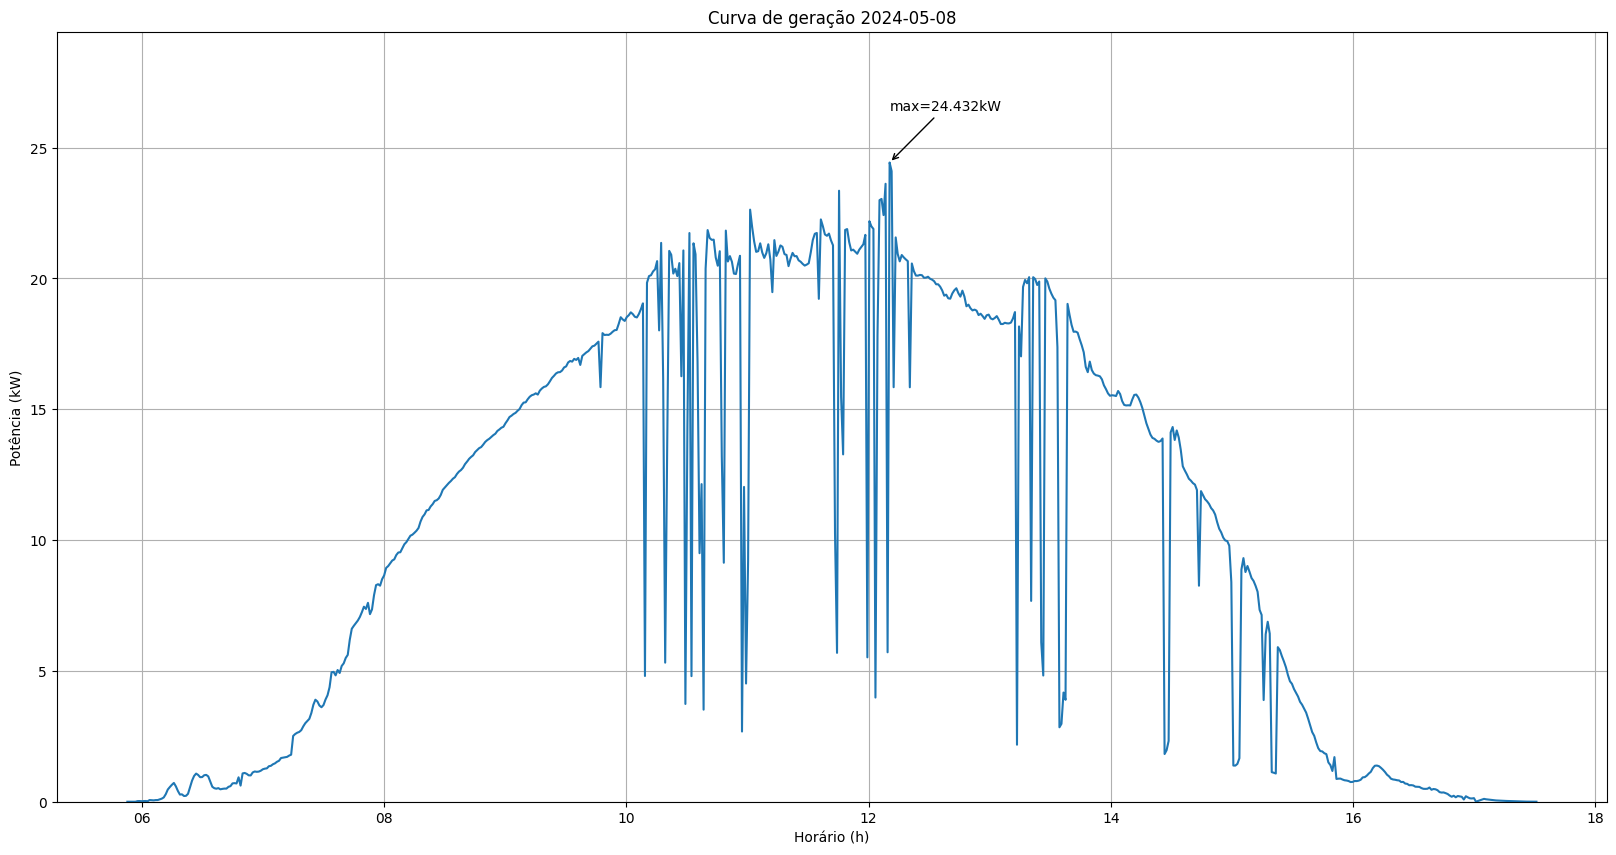 Curva de geração 2024-05-08
max=24.432kW
25
20
15
10
5
0
Potência (kW)
06 08 10 12 14 16 18
Horário (h)